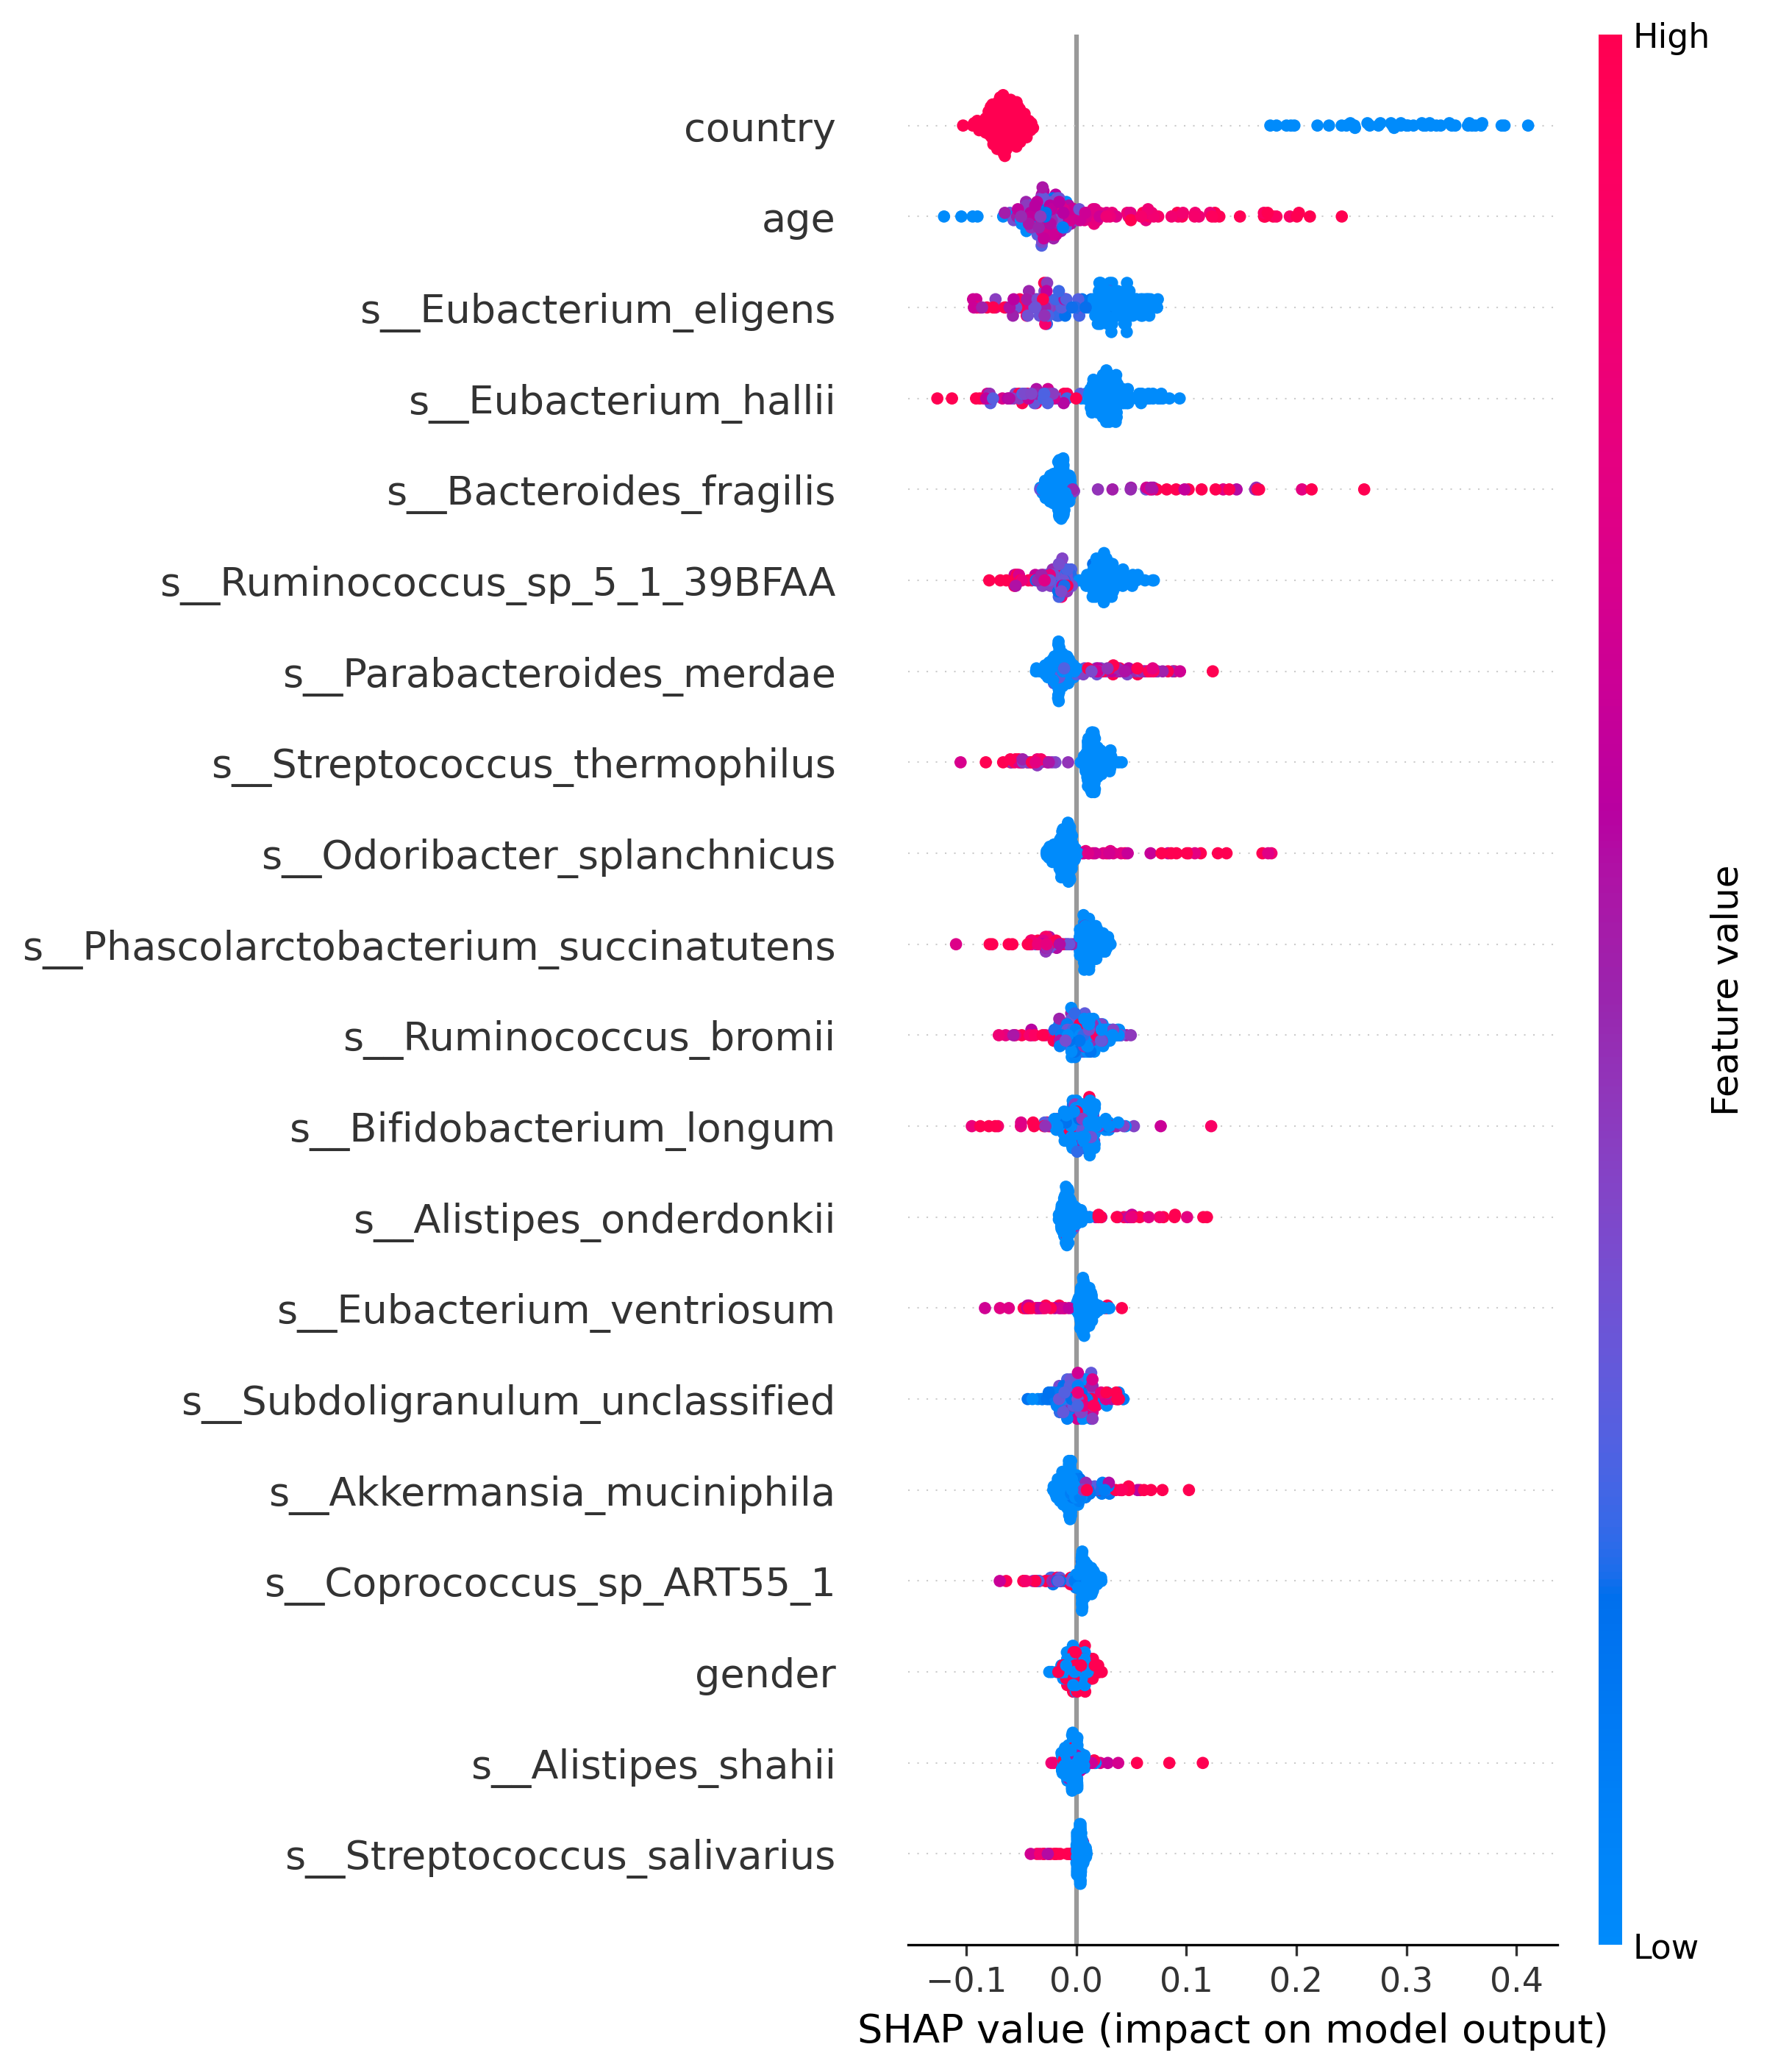 High
country
age
s__Eubacterium_eligens
s__Eubacterium_hallii
s__Bacteroides_fragilis
s__Ruminococcus_sp_5_1_39BFAA
s__Parabacteroides_merdae
s__Streptococcus_thermophilus
s__Odoribacter_splanchnicus
s__Phascolarctobacterium_succinatutens
s__Ruminococcus_bromii
s__Bifidobacterium_longum
s__Alistipes_onderdonkii
s__Eubacterium_ventriosum
s__Subdoligranulum_unclassified
s__Akkermansia_muciniphila
s__Coprococcus_sp_ART55_1
gender
s__Alistipes_shahii
s__Streptococcus_salivarius
Feature value
Low
−0.1 0.0 0.1 0.2 0.3 0.4
SHAP value (impact on model output)